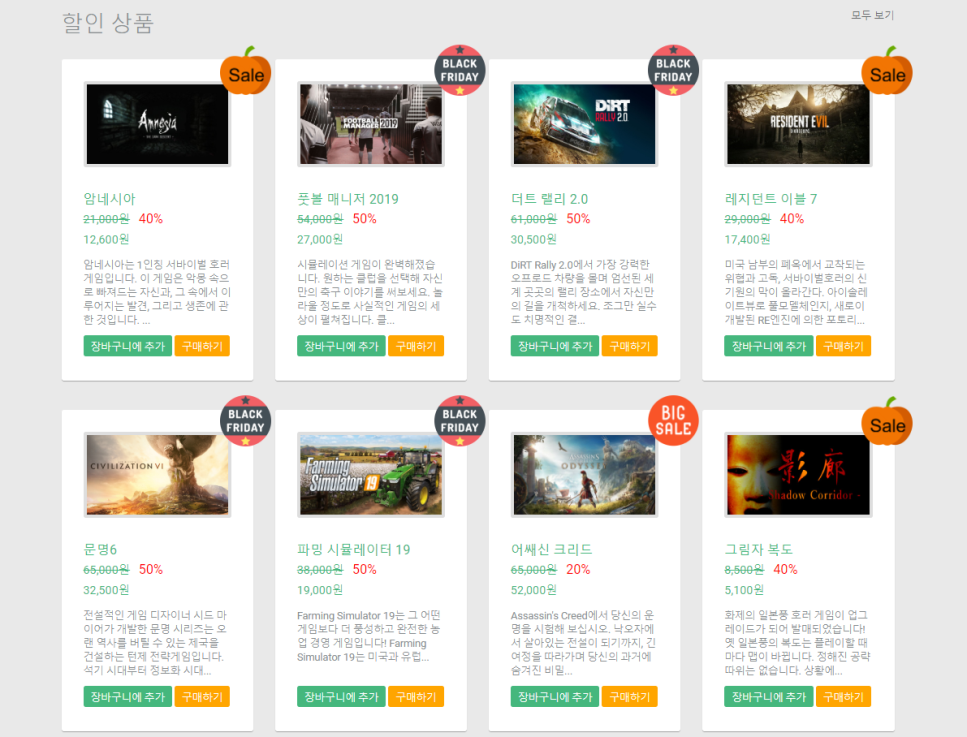 할인 상품
모두 보기
Sale
BLACK
FRIDAY
BLACK
FRIDAY
Sale
Amnesia
FOOTBALL
MANAGER 2019
DiRT
RALLY 2.0
RESIDENT EVIL
암네시아
21,000원 40%
12,600원
암네시아는 1인칭 서바이벌 호러
게임입니다. 이 게임은 악몽 속으
로 빠져드는 자신과, 그 속에서 이
루어지는 발견, 그리고 생존에 관
한 것입니다. ...
장바구니에 추가 구매하기
풋볼 매니저 2019
54,000원 50%
27,000원
시뮬레이션 게임이 완벽해졌습
니다. 원하는 클럽을 선택해 자신
만의 축구 이야기를 써보세요. 놀
라울 정도로 사실적인 게임의 세
상이 펼쳐집니다. 클...
장바구니에 추가 구매하기
더트 랠리 2.0
61,000원 50%
30,500원
DiRT Rally 2.0에서 가장 강력한
오프로드 차량을 몰며 엄선된 세
계 곳곳의 랠리 장소에서 자신만
의 길을 개척하세요. 조그만 실수
도 치명적인 결...
장바구니에 추가 구매하기
레지던트 이블 7
29,000원 40%
17,400원
미국 남부의 폐옥에서 교착되는
위협과 고독, 서바이벌호러의 신
기원의 막이 올라간다. 아이솔레
이트뷰로 풀모델체인지, 새로이
개발된 RE엔진에 의한 포토리...
장바구니에 추가 구매하기
BLACK
FRIDAY
BLACK
FRIDAY
BIG
SALE
Sale
CIVILIZATION VI
Farming
Simulator 19
ODYSSEY
影廊
Shadow Corridor -
문명6
65,000원 50%
32,500원
전설적인 게임 디자이너 시드 마
이어가 개발한 문명 시리즈는 오
랜 역사를 버틸 수 있는 제국을
건설하는 턴제 전략게임입니다.
석기 시대부터 정보화 시대...
장바구니에 추가 구매하기
파밍 시뮬레이터 19
38,000원 50%
19,000원
Farming Simulator 19는 그 어떤
게임보다 더 풍성하고 완전한 농
업 경영 게임입니다! Farming
Simulator 19는 미국과 유럽...
장바구니에 추가 구매하기
어쌔신 크리드
65,000원 20%
52,000원
Assassin's Creed에서 당신의 운
명을 시험해 보십시오. 낙오자에
서 살아있는 전설이 되기까지, 긴
여정을 따라가며 당신의 과거에
숨겨진 비밀...
장바구니에 추가 구매하기
그림자 복도
8,500원 40%
5,100원
화제의 일본풍 호러 게임이 업그
레이드가 되어 발매되었습니다!
옛 일본풍의 복도는 플레이할 때
마다 맵이 바뀝니다. 정해진 공략
따위는 없습니다. 상황에...
장바구니에 추가 구매하기